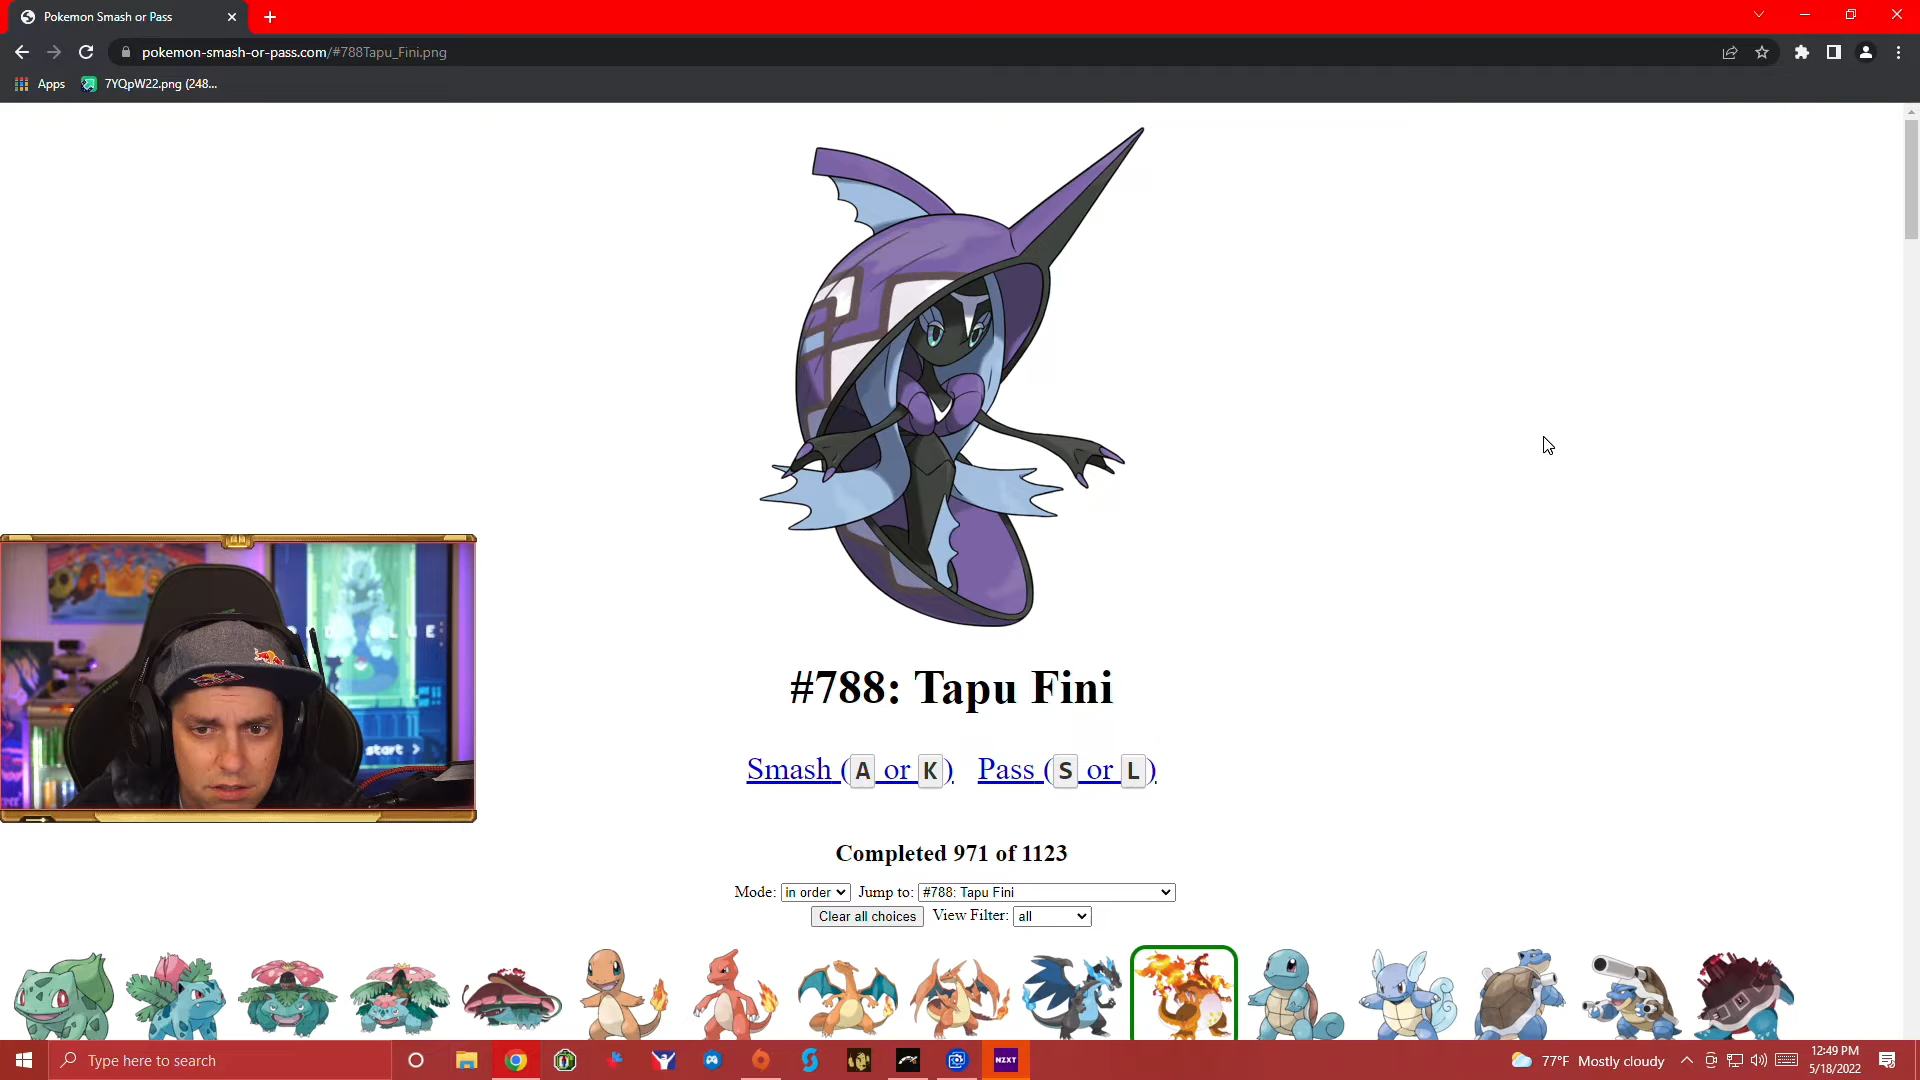 Pokemon Smash or Pass
pokemon-smash-or-pass.com/#788Tapu_Fini.png
Apps 7YQpW22.png (248...
#788: Tapu Fini
Smash (A or K) Pass (S or L)
Completed 971 of 1123
Mode: in order Jump to: #788: Tapu Fini
Clear all choices View Filter: all
start >
Type here to search
NZXT
77°F Mostly cloudy
12:49 PM
5/18/2022